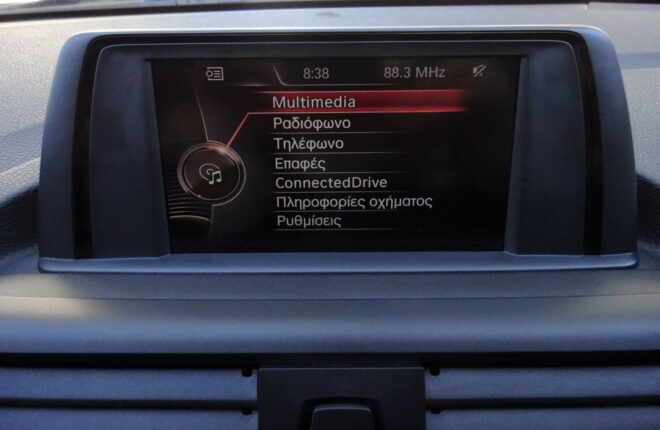 8:38 88.3 MHz
Multimedia
Ραδιόφωνο
Τηλέφωνο
Επαφές
ConnectedDrive
Πληροφορίες οχήματος
Ρυθμίσεις